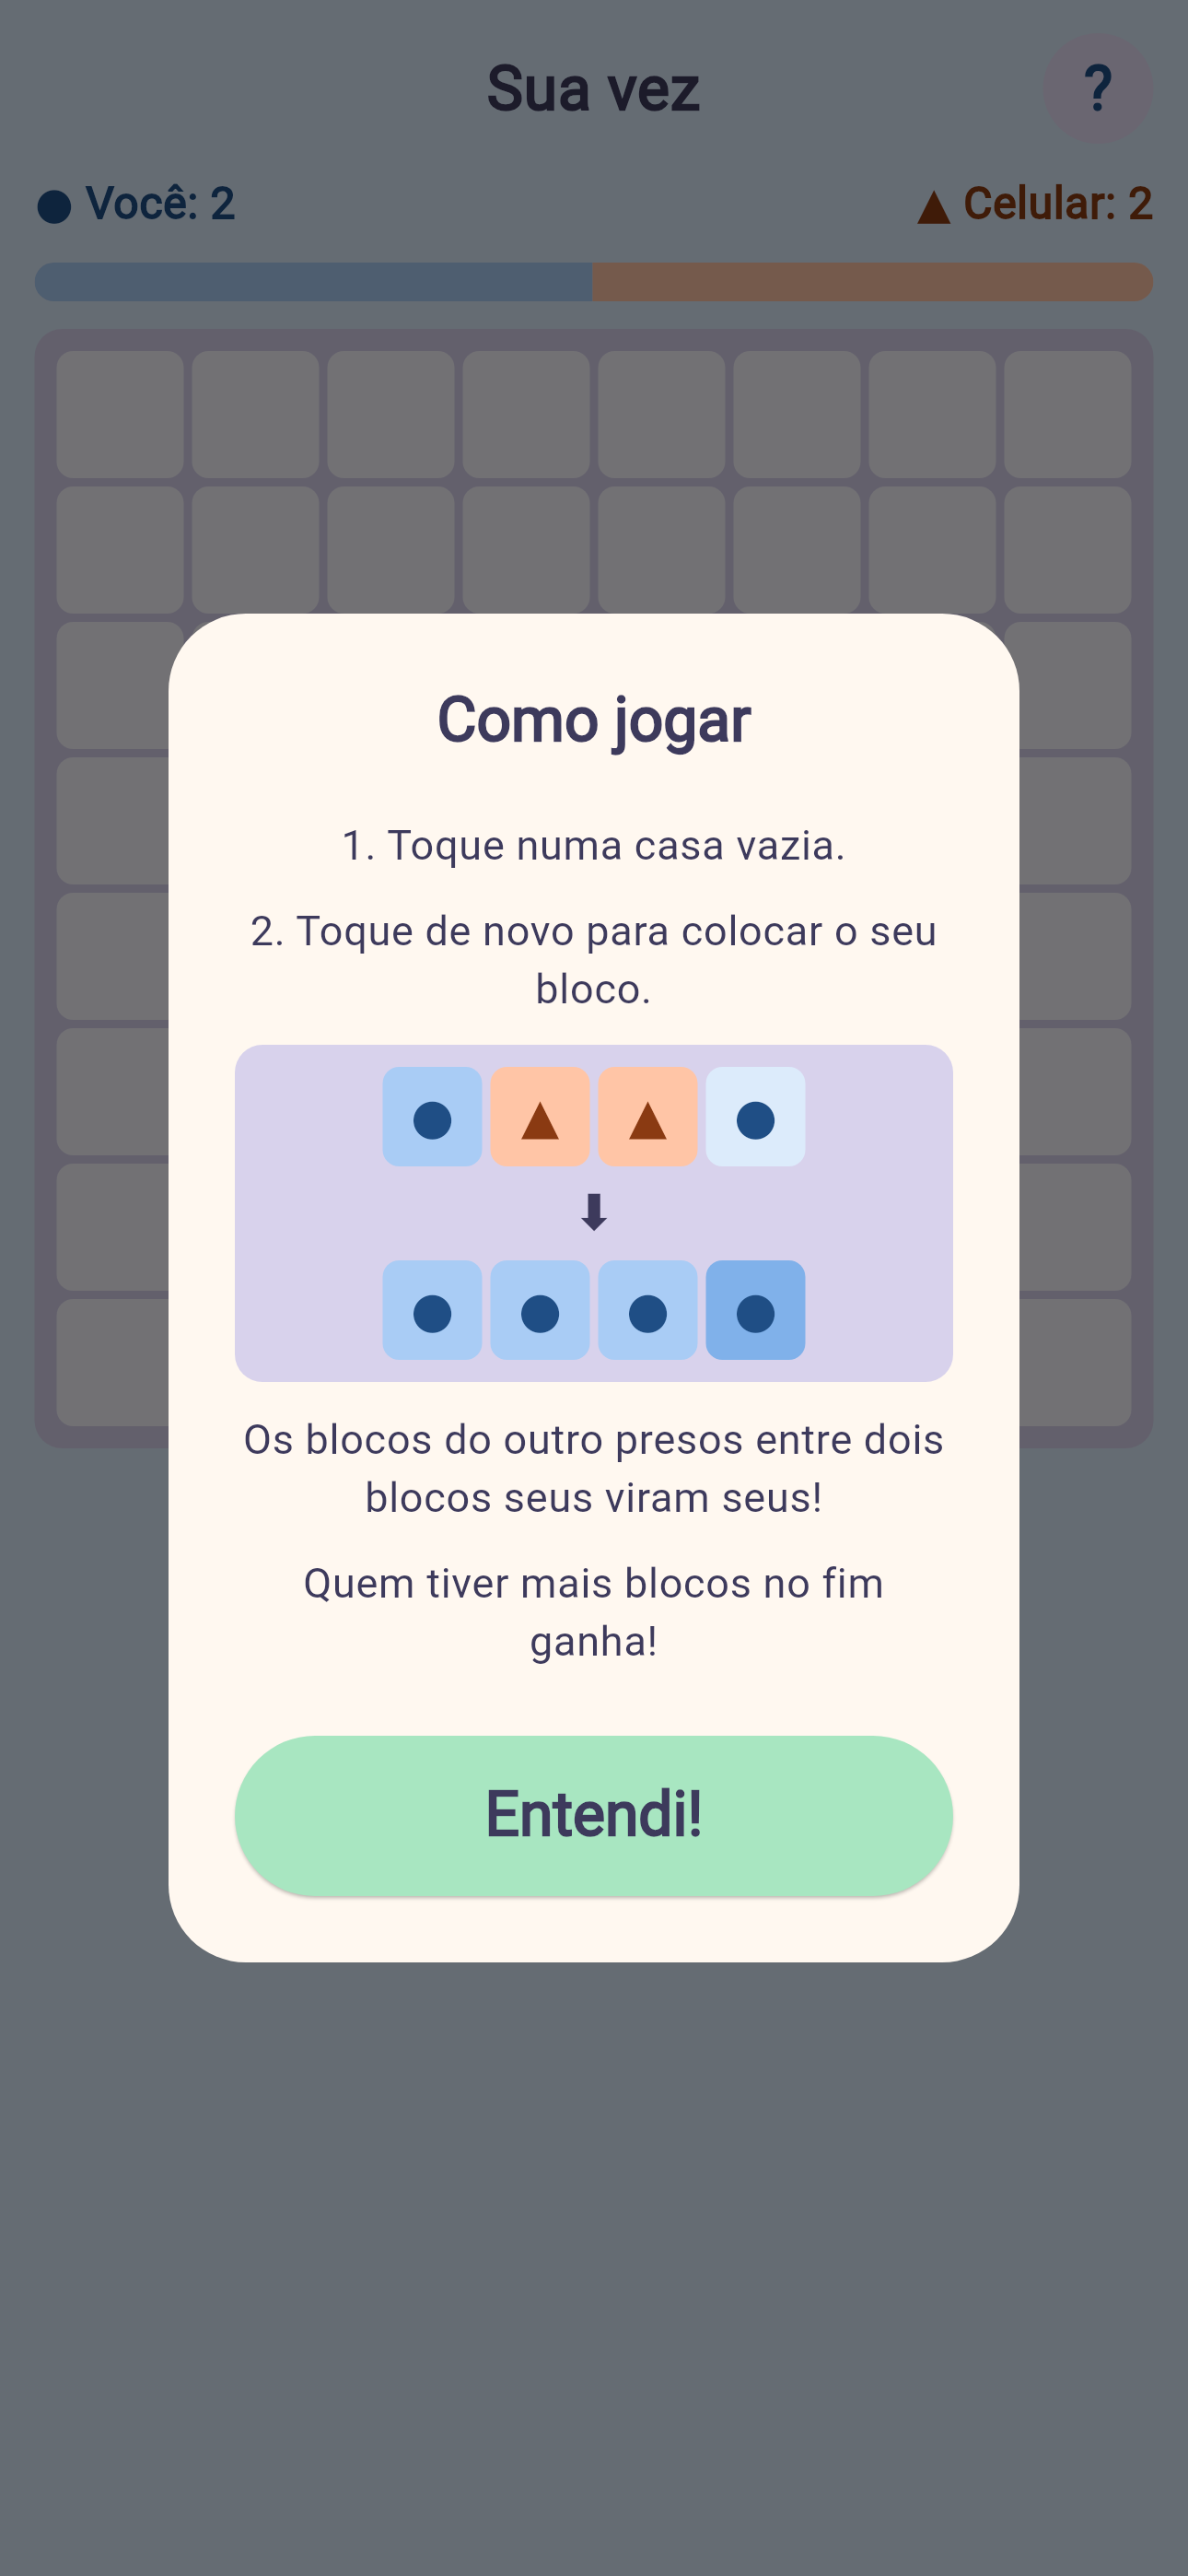 Sua vez
?
Você: 2
Celular: 2
Como jogar
1. Toque numa casa vazia.
2. Toque de novo para colocar o seu
bloco.
Os blocos do outro presos entre dois
blocos seus viram seus!
Quem tiver mais blocos no fim
ganha!
Entendi!